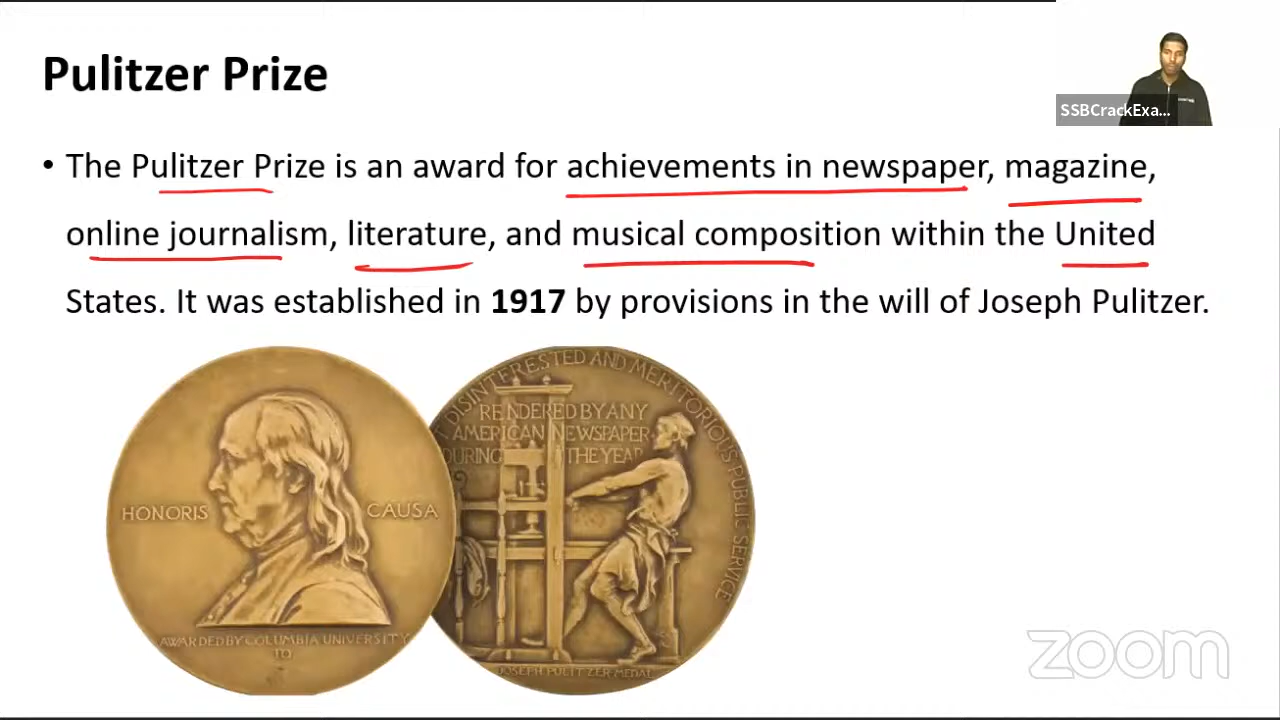 Pulitzer Prize
SSBCrackExa...
• The Pulitzer Prize is an award for achievements in newspaper, magazine,
online journalism, literature, and musical composition within the United
States. It was established in 1917 by provisions in the will of Joseph Pulitzer.
HONORIS CAUSA
AWARDED BY COLUMBIA UNIVERSITY
TO
DISINTERESTED AND MERITORIOUS PUBLIC SERVICE
RENDERED BY ANY
AMERICAN NEWSPAPER
DURING THE YEAR
JOSEPH PULITZER MEDAL
zoom